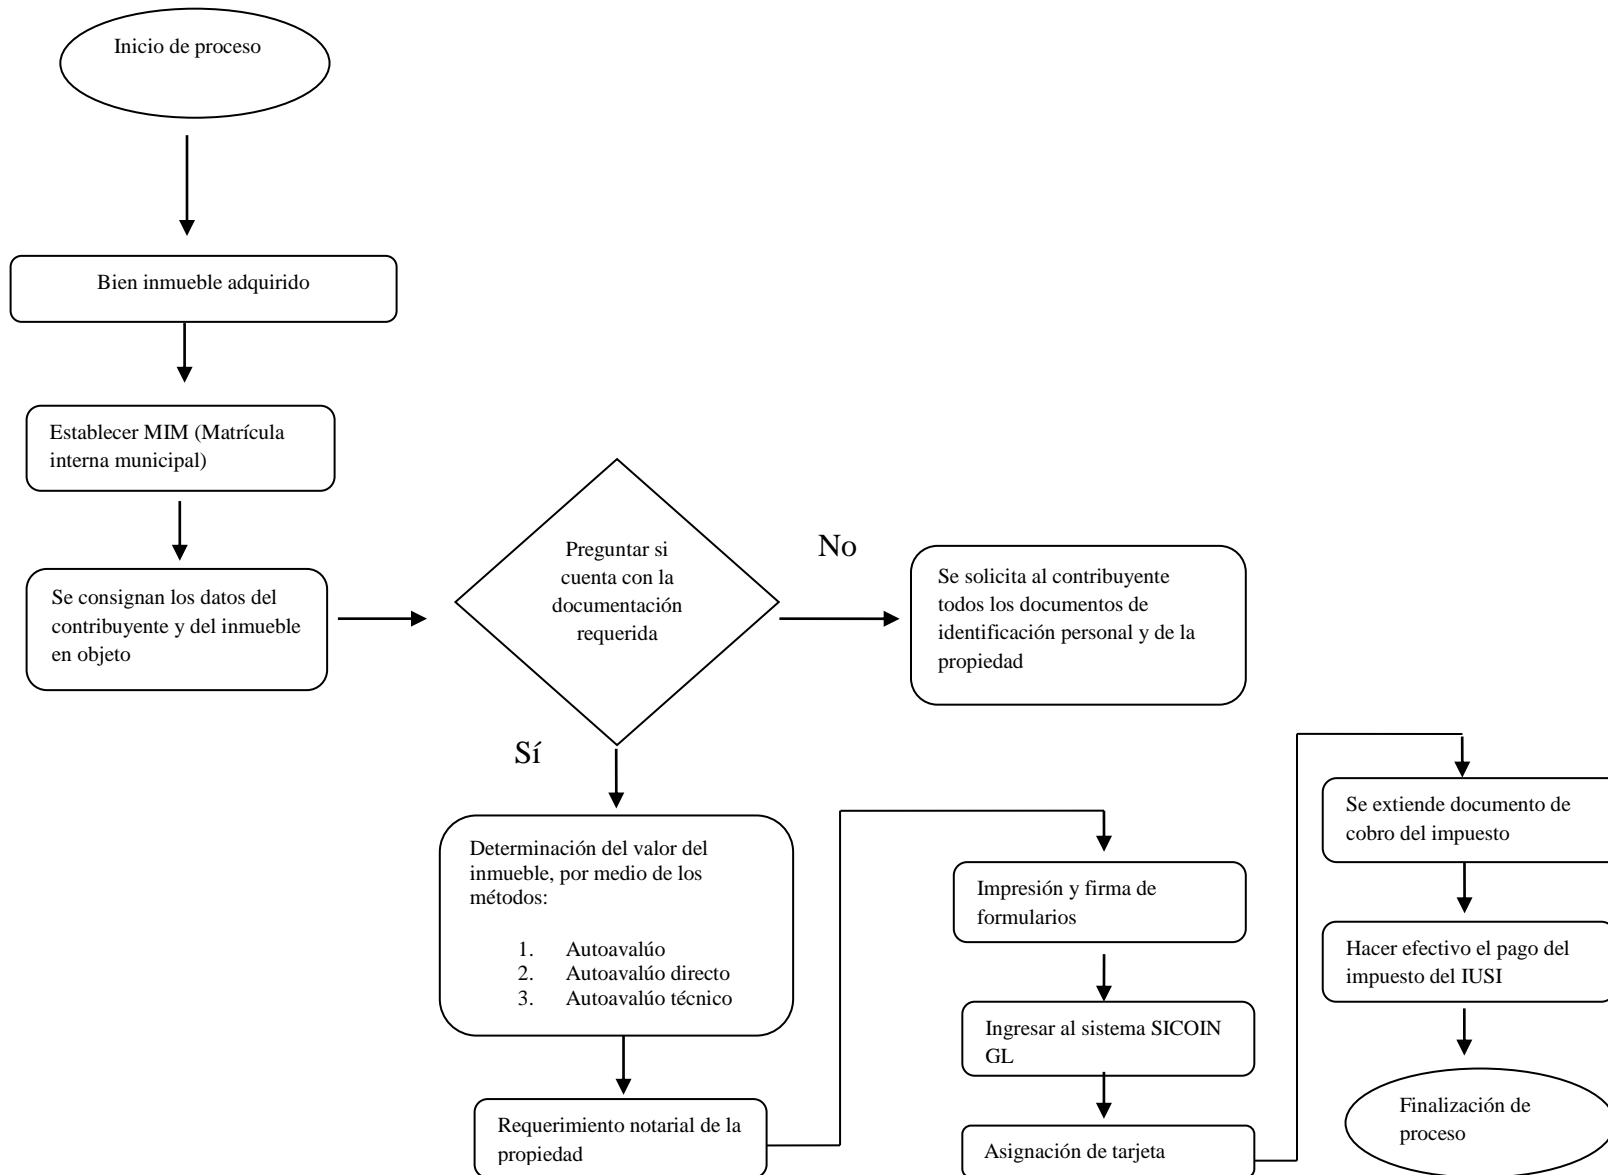 Inicio de proceso
Bien inmueble adquirido
Establecer MIM (Matrícula
interna municipal)
Se consignan los datos del
contribuyente y del inmueble
en objeto
Preguntar si
cuenta con la
documentación
requerida
No
Se solicita al contribuyente
todos los documentos de
identificación personal y de la
propiedad
Sí
Determinación del valor del
inmueble, por medio de los
métodos:
1. Autoavalúo
2. Autoavalúo directo
3. Autoavalúo técnico
Requerimiento notarial de la
propiedad
Impresión y firma de
formularios
Ingresar al sistema SICOIN
GL
Asignación de tarjeta
Se extiende documento de
cobro del impuesto
Hacer efectivo el pago del
impuesto del IUSI
Finalización de
proceso